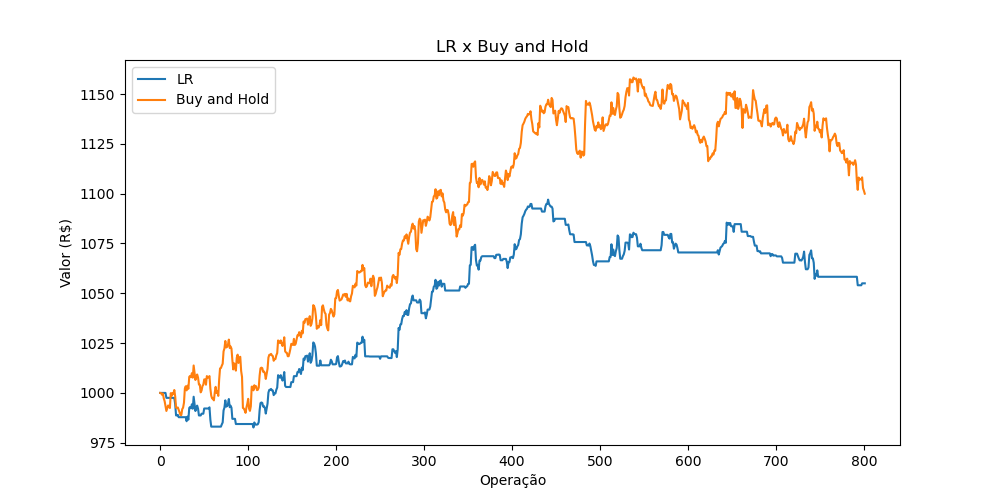 LR x Buy and Hold
LR
Buy and Hold
Valor (R$)
1150
1125
1100
1075
1050
1025
1000
975
0 100 200 300 400 500 600 700 800
Operação